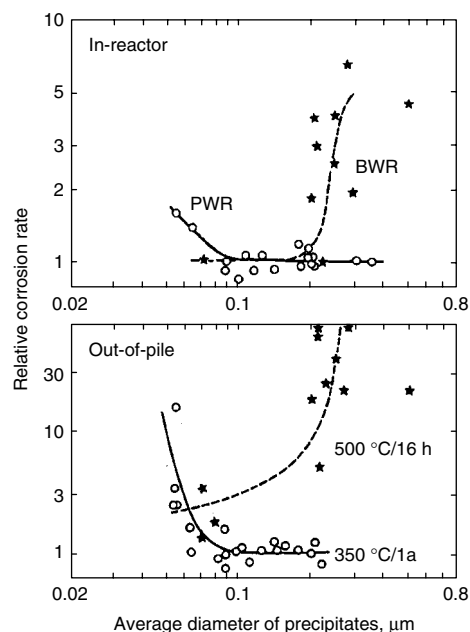 In-reactor
10
5
3
2
1
PWR
BWR
0.02
0.1
0.8
Relative corrosion rate
Out-of-pile
30
10
3
1
500 °C/16 h
350 °C/1a
0.02
0.1
0.8
Average diameter of precipitates, μm